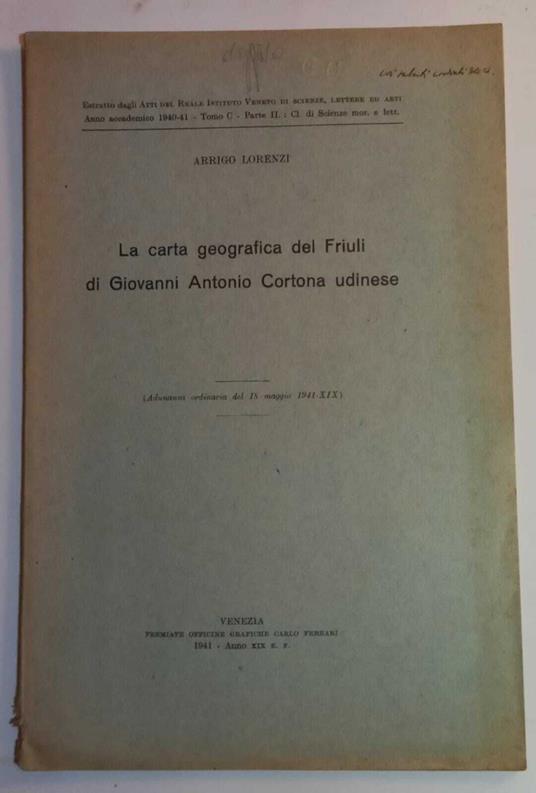 Estratto dagli Atti del Reale Istituto Veneto di scienze, lettere ed arti
Anno accademico 1940-41 - Tomo C - Parte II.: Cl. di Scienze mor. e lett.
ARRIGO LORENZI
La carta geografica del Friuli
di Giovanni Antonio Cortona udinese
(Adunanza ordinaria del 18 maggio 1941-XIX)
VENEZIA
PREMIATE OFFICINE GRAFICHE CARLO FERRARI
1941 - Anno XIX E. F.